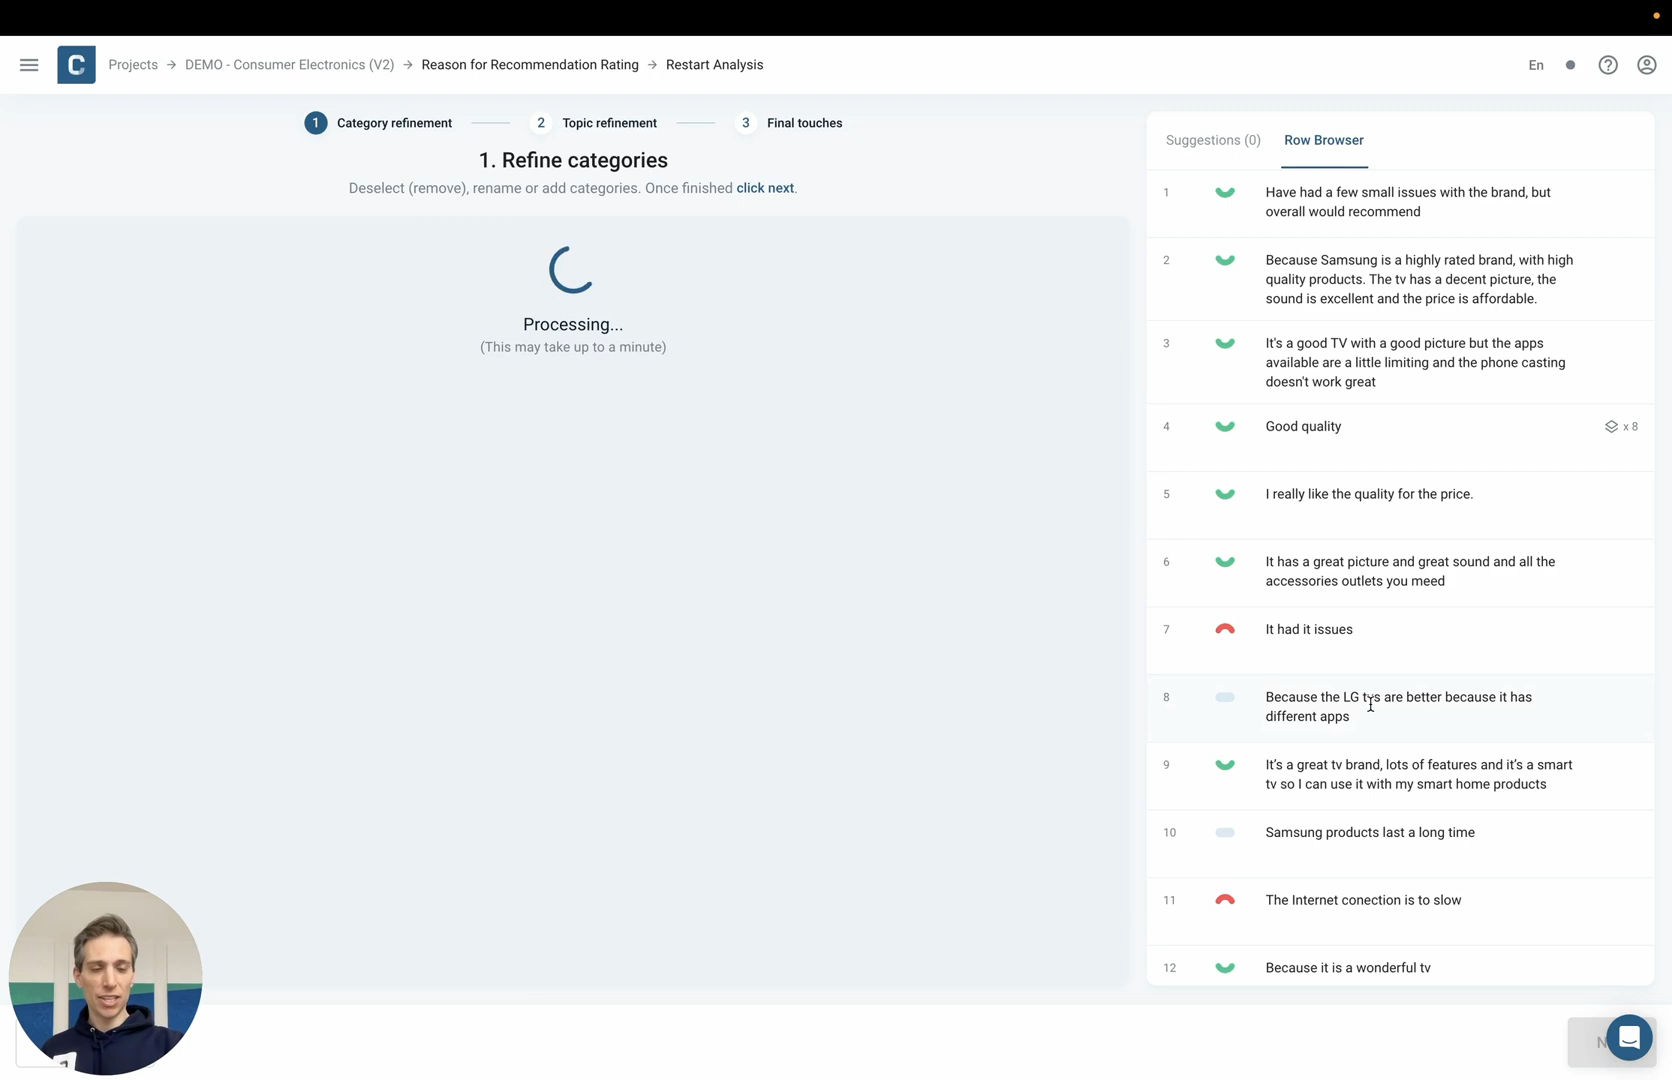 C Projects → DEMO - Consumer Electronics (V2) → Reason for Recommendation Rating → Restart Analysis
En
1 Category refinement 2 Topic refinement 3 Final touches
1. Refine categories
Deselect (remove), rename or add categories. Once finished click next.
Processing...
(This may take up to a minute)
Suggestions (0) Row Browser
1 Have had a few small issues with the brand, but
overall would recommend
2 Because Samsung is a highly rated brand, with high
quality products. The tv has a decent picture, the
sound is excellent and the price is affordable.
3 It's a good TV with a good picture but the apps
available are a little limiting and the phone casting
doesn't work great
4 Good quality x 8
5 I really like the quality for the price.
6 It has a great picture and great sound and all the
accessories outlets you meed
7 It had it issues
8 Because the LG are better because it has
different apps
9 It’s a great tv brand, lots of features and it’s a smart
tv so I can use it with my smart home products
10 Samsung products last a long time
11 The Internet conection is to slow
12 Because it is a wonderful tv